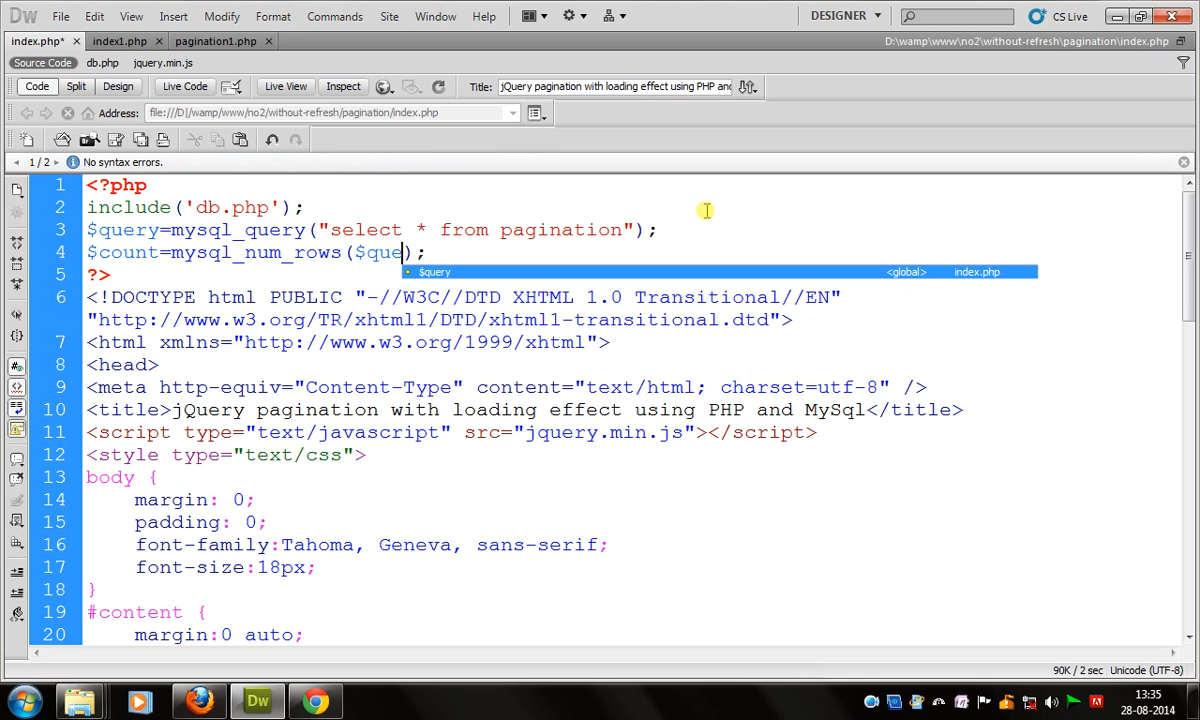 Dw File Edit View Insert Modify Format Commands Site Window Help DESIGNER CS Live
index.php* index1.php pagination1.php D:\wamp\www\no2\without-refresh\pagination\index.php
Source Code db.php jquery.min.js
Code Split Design Live Code Live View Inspect Title: jQuery pagination with loading effect using PHP and
Address: file:///D|/wamp/www/no2/without-refresh/pagination/index.php
1 / 2 No syntax errors.
1 <?php
2 include('db.php');
3 $query=mysql_query("select * from pagination");
4 $count=mysql_num_rows($que);
$query <global> index.php
5 ?>
6 <!DOCTYPE html PUBLIC "-//W3C//DTD XHTML 1.0 Transitional//EN"
"http://www.w3.org/TR/xhtml1/DTD/xhtml1-transitional.dtd">
7 <html xmlns="http://www.w3.org/1999/xhtml">
8 <head>
9 <meta http-equiv="Content-Type" content="text/html; charset=utf-8" />
10 <title>jQuery pagination with loading effect using PHP and MySql</title>
11 <script type="text/javascript" src="jquery.min.js"></script>
12 <style type="text/css">
13 body {
14 margin: 0;
15 padding: 0;
16 font-family:Tahoma, Geneva, sans-serif;
17 font-size:18px;
18 }
19 #content {
20 margin:0 auto;
90K / 2 sec Unicode (UTF-8)
Dw 13:35
28-08-2014